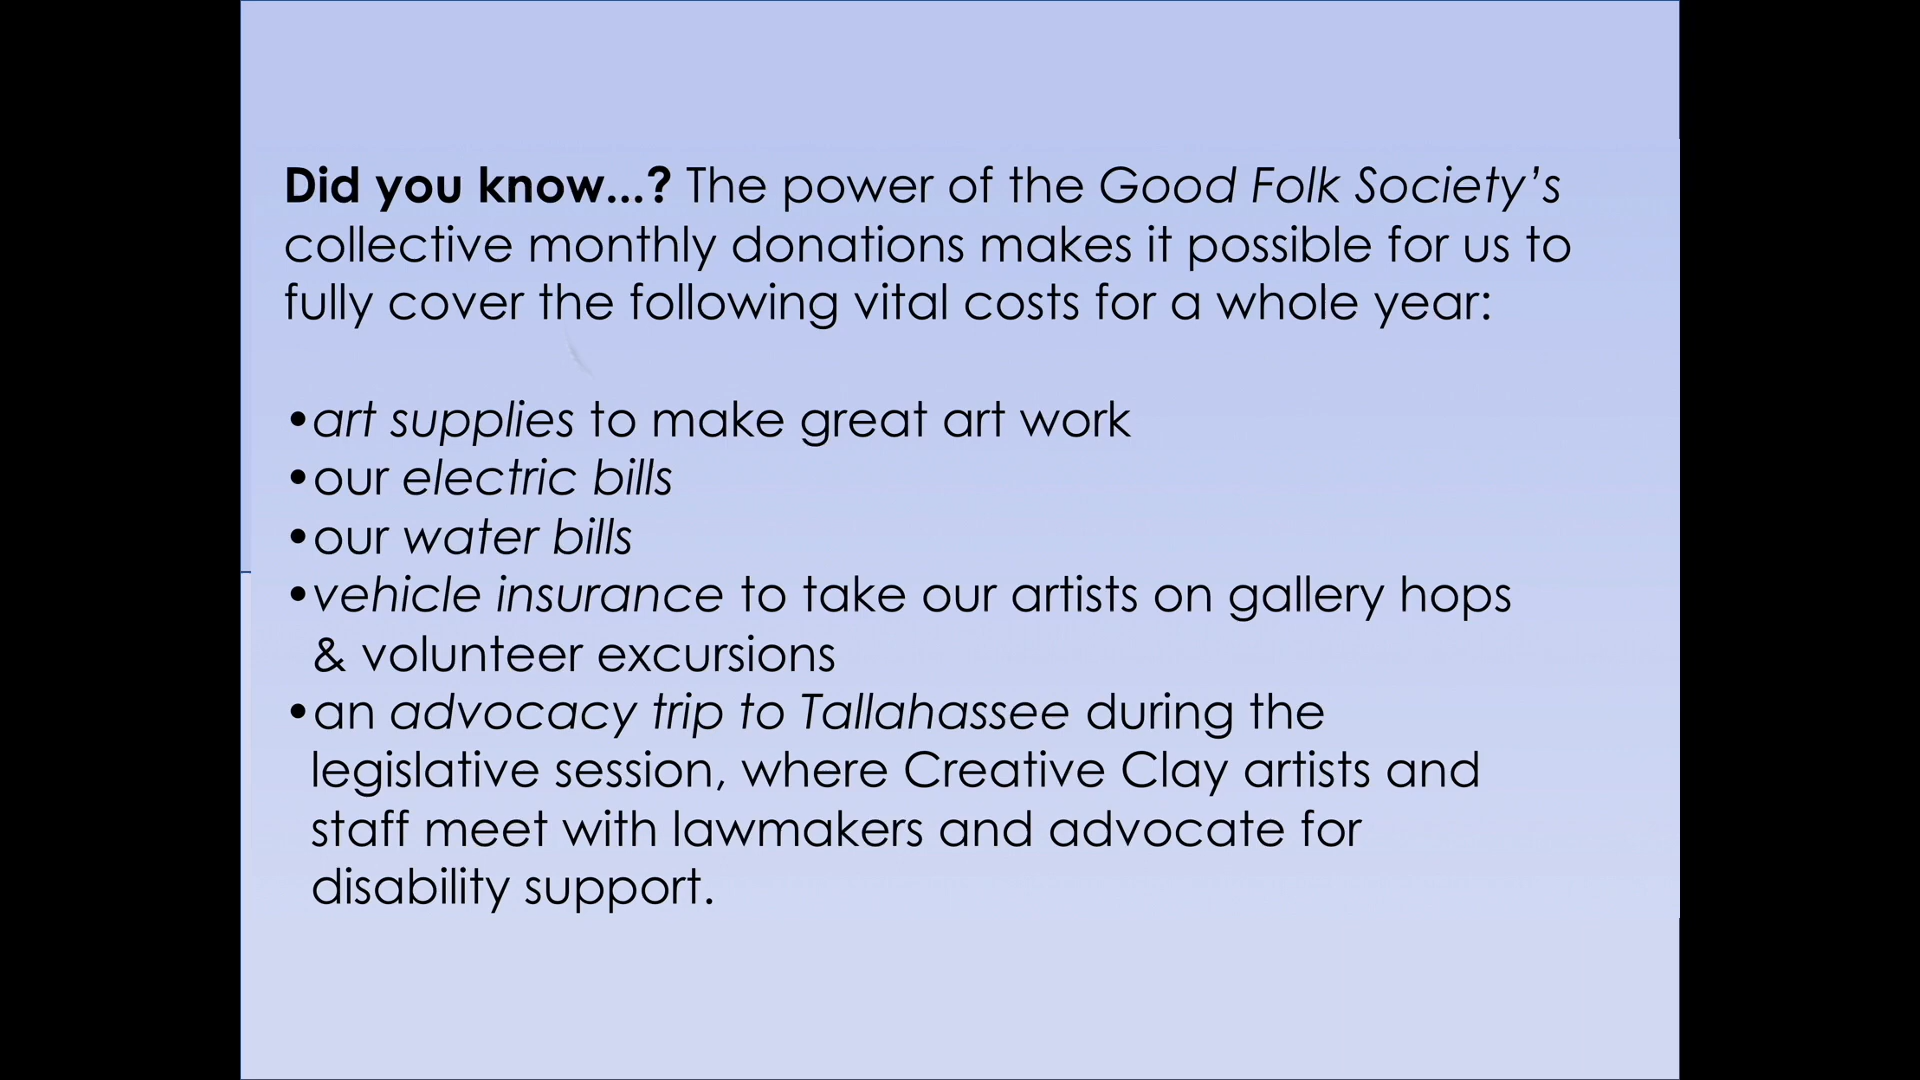 Did you know...? The power of the Good Folk Society’s
collective monthly donations makes it possible for us to
fully cover the following vital costs for a whole year:
•art supplies to make great art work
•our electric bills
•our water bills
•vehicle insurance to take our artists on gallery hops
& volunteer excursions
•an advocacy trip to Tallahassee during the
legislative session, where Creative Clay artists and
staff meet with lawmakers and advocate for
disability support.